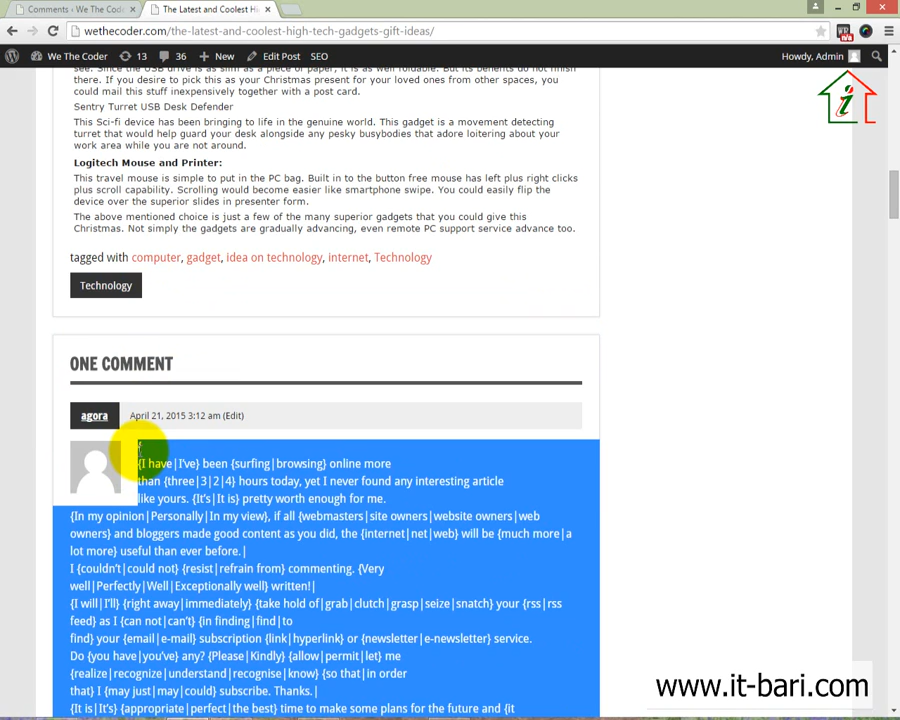 Comments ‹ We The Cod
The Latest and Coolest Hi
wethecoder.com/the-latest-and-coolest-high-tech-gadgets-gift-ideas/
We The Coder 13 36 New Edit Post SEO Howdy, Admin
see. Since the USB drive is as slim as a piece of paper, it is as well foldable. But its benefits do not finish
there. If you desire to pick this as your Christmas present for your loved ones from other spaces, you
could mail this stuff inexpensively together with a post card.
Sentry Turret USB Desk Defender
This Sci-fi device has been bringing to life in the genuine world. This gadget is a movement detecting
turret that would help guard your desk alongside any pesky busybodies that adore loitering about your
work area while you are not around.
Logitech Mouse and Printer:
This travel mouse is simple to put in the PC bag. Built in to the button free mouse has left plus right clicks
plus scroll capability. Scrolling would become easier like smartphone swipe. You could easily flip the
device over the superior slides in presenter form.
The above mentioned choice is just a few of the many superior gadgets that you could give this
Christmas. Not simply the gadgets are gradually advancing, even remote PC support service advance too.
tagged with computer, gadget, idea on technology, internet, Technology
Technology
ONE COMMENT
agora April 21, 2015 3:12 am (Edit)
{
{I have|I've} been {surfing|browsing} online more
than {three|3|2|4} hours today, yet I never found any interesting article
like yours. {It's|It is} pretty worth enough for me.
{In my opinion|Personally|In my view}, if all {webmasters|site owners|website owners|web
owners} and bloggers made good content as you did, the {internet|net|web} will be {much more|a
lot more} useful than ever before.|
I {couldn't|could not} {resist|refrain from} commenting. {Very
well|Perfectly|Well|Exceptionally well} written!|
{I will|I'll} {right away|immediately} {take hold of|grab|clutch|grasp|seize|snatch} your {rss|rss
feed} as I {can not|can't} {in finding|find|to
find} your {email|e-mail} subscription {link|hyperlink} or {newsletter|e-newsletter} service.
Do {you have|you've} any? {Please|Kindly} {allow|permit|let} me
{realize|recognize|understand|recognise|know} {so that|in order
that} I {may just|may|could} subscribe. Thanks.|
{It is|It's} {appropriate|perfect|the best} time to make some plans for the future and {it
www.it-bari.com